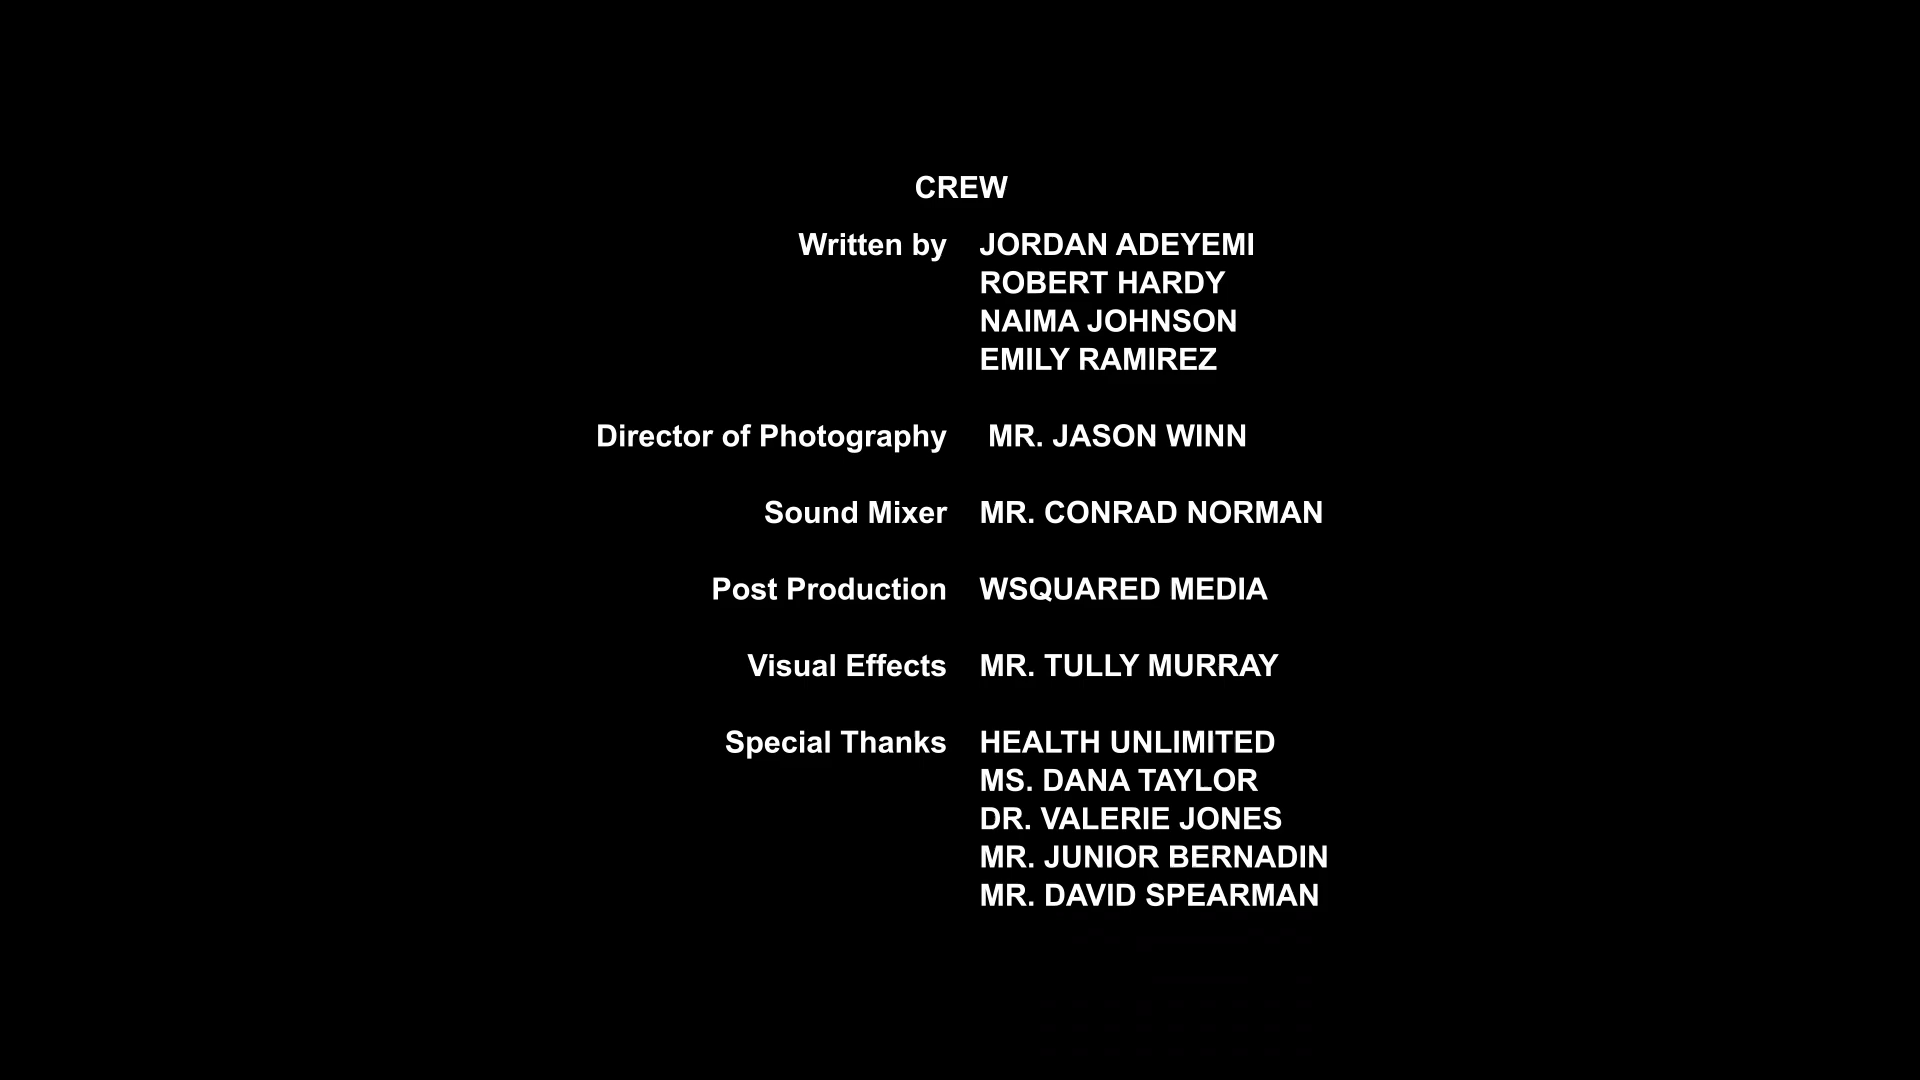 CREW
Written by JORDAN ADEYEMI
ROBERT HARDY
NAIMA JOHNSON
EMILY RAMIREZ
Director of Photography MR. JASON WINN
Sound Mixer MR. CONRAD NORMAN
Post Production WSQUARED MEDIA
Visual Effects MR. TULLY MURRAY
Special Thanks HEALTH UNLIMITED
MS. DANA TAYLOR
DR. VALERIE JONES
MR. JUNIOR BERNADIN
MR. DAVID SPEARMAN